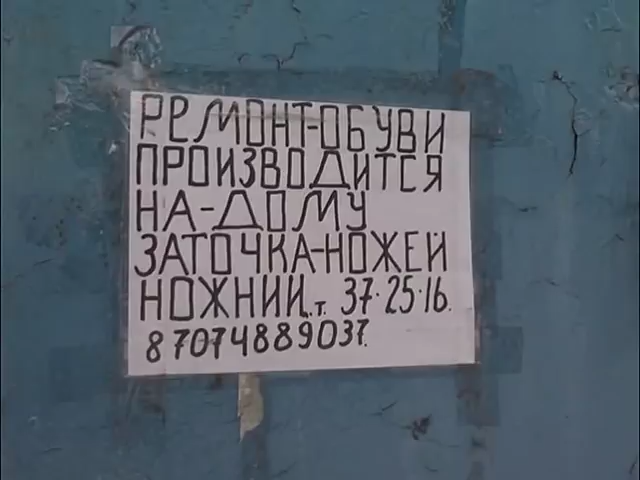 РЕМОНТ-ОБУВИ
ПРОИЗВОДИТСЯ
НА-ДОМУ
ЗАТОЧКА-НОЖЕЙ
НОЖНИЦ.т. 37·25·16.
87074889037.